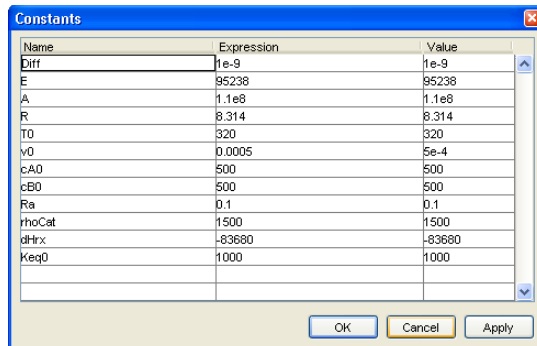 Constants
Name Expression Value
Diff 1e-9 1e-9
E 95238 95238
A 1.1e8 1.1e8
R 8.314 8.314
T0 320 320
v0 0.0005 5e-4
cA0 500 500
cB0 500 500
Ra 0.1 0.1
rhoCat 1500 1500
dHrx -83680 -83680
Keq0 1000 1000
OK Cancel Apply